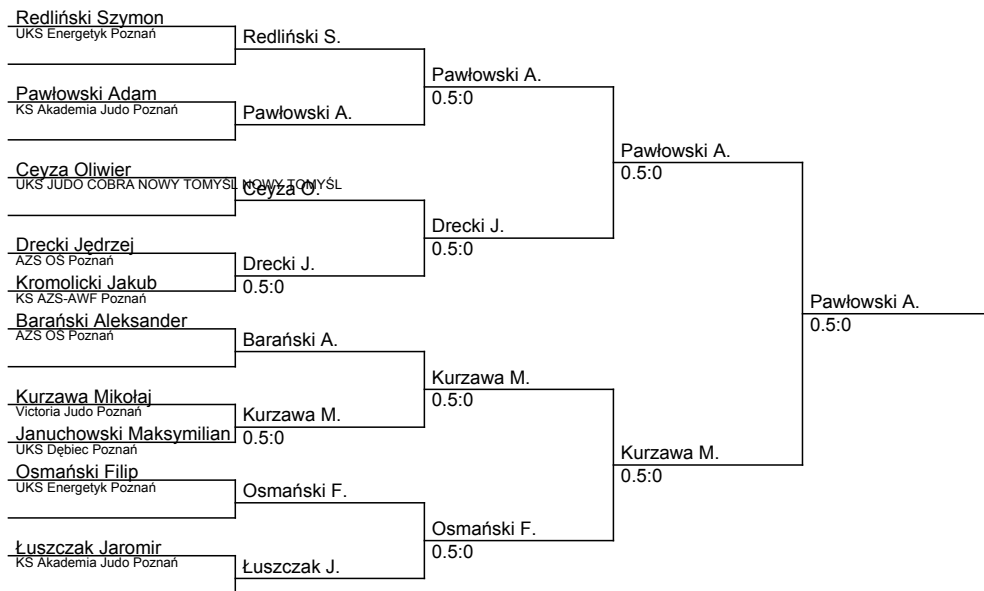 Redliński Szymon
UKS Energetyk Poznań
Redliński S.
Pawłowski A.
0.5:0
Pawłowski Adam
KS Akademia Judo Poznań
Pawłowski A.
Pawłowski A.
0.5:0
Ceyza Oliwier
UKS JUDO COBRA NOWY TOMYŚL NOWY TOMYŚL
Ceyza O.
Drecki J.
0.5:0
Drecki Jędrzej
AZS OŚ Poznań
Drecki J.
0.5:0
Kromolicki Jakub
KS AZS-AWF Poznań
Pawłowski A.
0.5:0
Barański Aleksander
AZS OŚ Poznań
Barański A.
Kurzawa M.
0.5:0
Kurzawa Mikołaj
Victoria Judo Poznań
Kurzawa M.
0.5:0
Januchowski Maksymilian
UKS Dębiec Poznań
Kurzawa M.
0.5:0
Osmański Filip
UKS Energetyk Poznań
Osmański F.
Osmański F.
0.5:0
Łuszczak Jaromir
KS Akademia Judo Poznań
Łuszczak J.